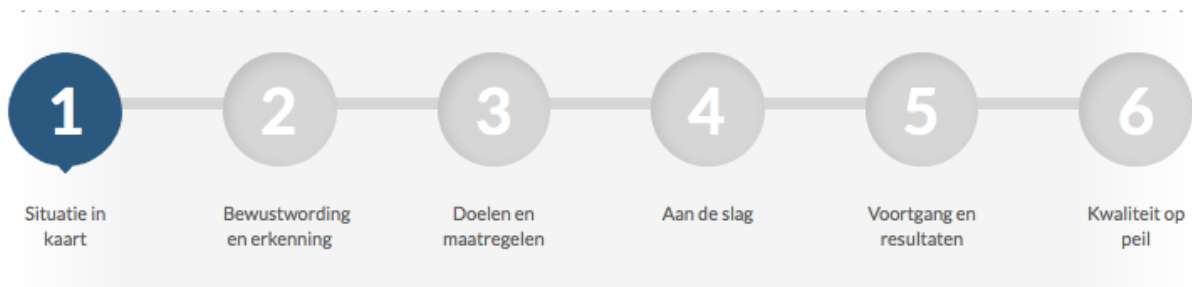 1
2
3
4
5
6
Situatie in
kaart
Bewustwording
en erkenning
Doelen en
maatregelen
Aan de slag
Voortgang en
resultaten
Kwaliteit op
peil